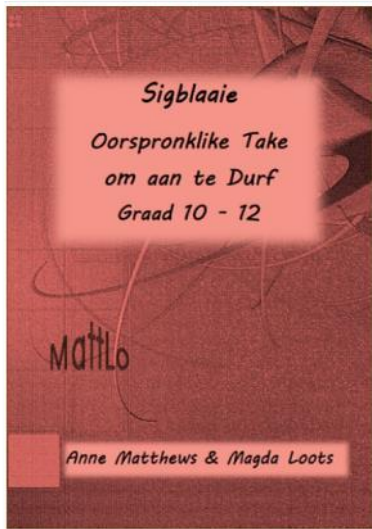 Sigblaaie
Oorspronklike Take
om aan te Durf
Graad 10 - 12
MattLo
Anne Matthews & Magda Loots